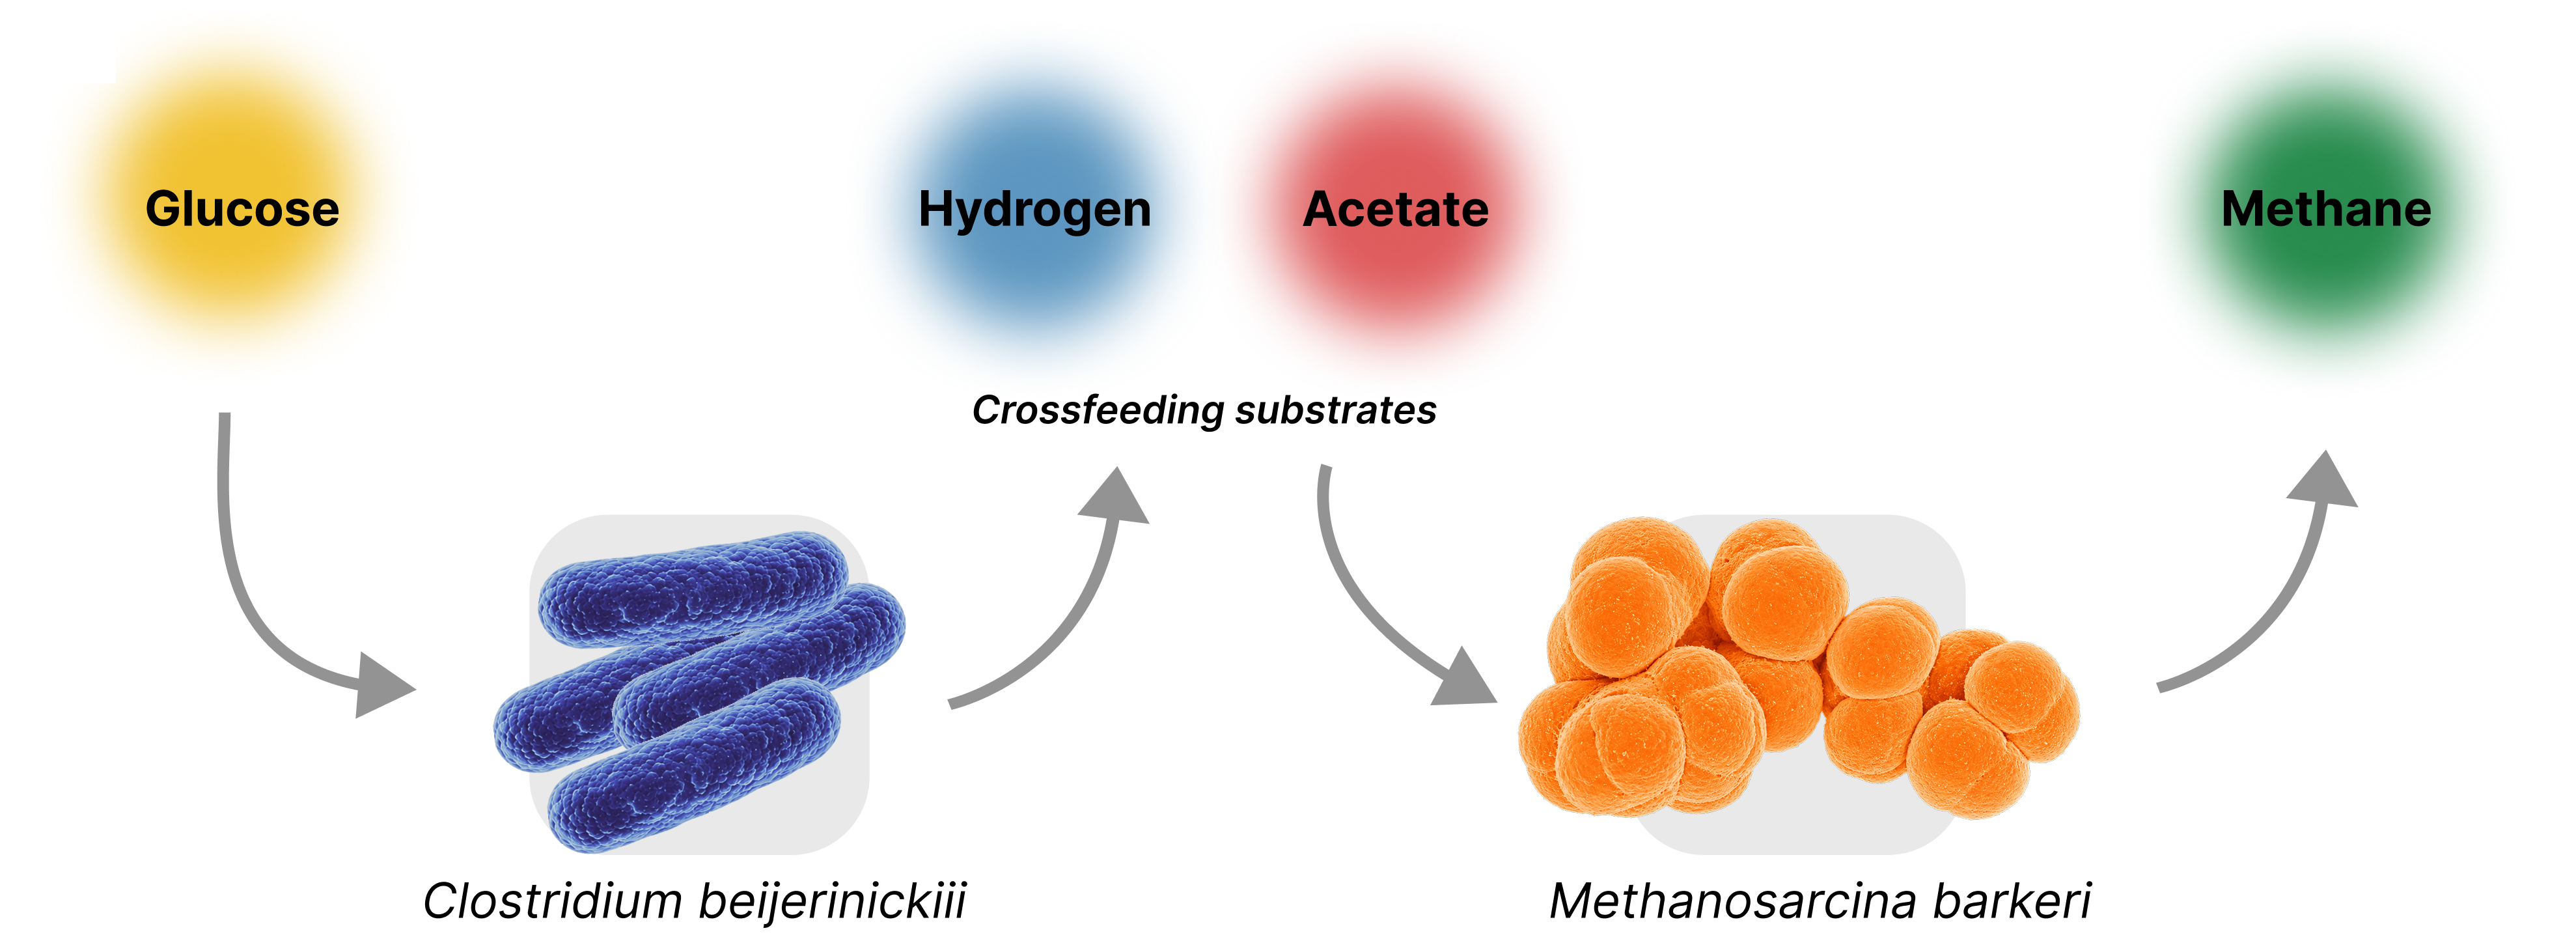 Glucose
Hydrogen
Acetate
Methane
Crossfeeding substrates
Clostridium beijerinickiii
Methanosarcina barkeri